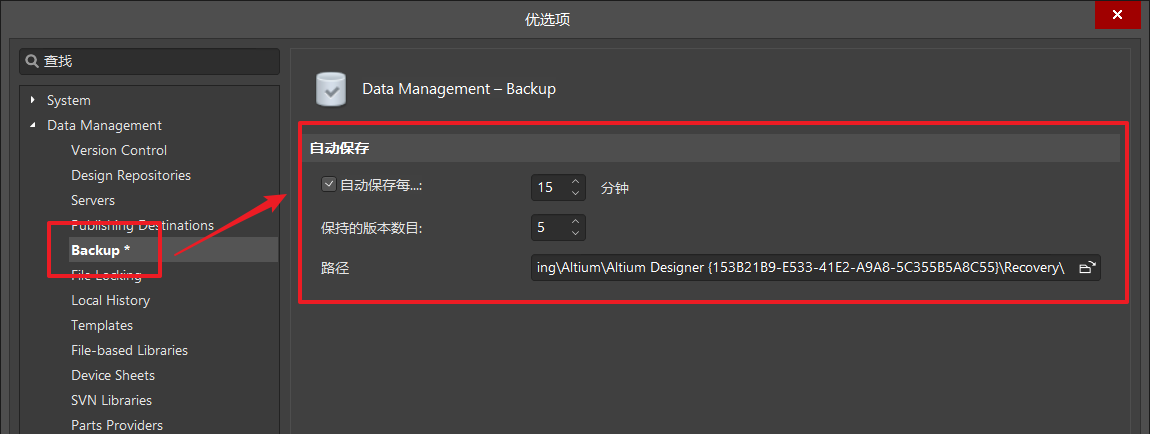 优选项
查找
System
Data Management
Version Control
Design Repositories
Servers
Publishing Destinations
Backup *
File Locking
Local History
Templates
File-based Libraries
Device Sheets
SVN Libraries
Parts Providers
Data Management – Backup
自动保存
自动保存每...: 15 分钟
保持的版本数目: 5
路径 ing\Altium\Altium Designer {153B21B9-E533-41E2-A9A8-5C355B5A8C55}\Recovery\